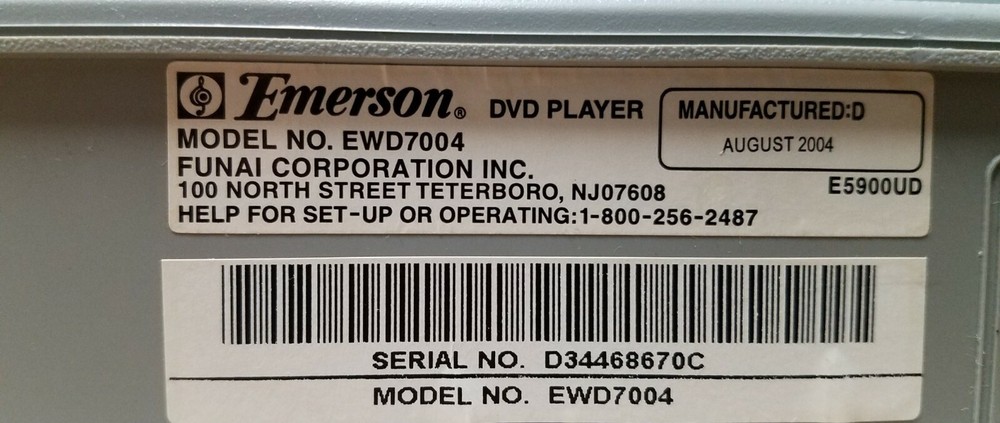 Emerson® DVD PLAYER
MANUFACTURED:D
AUGUST 2004
MODEL NO. EWD7004
FUNAI CORPORATION INC.
100 NORTH STREET TETERBORO, NJ07608
E5900UD
HELP FOR SET-UP OR OPERATING:1-800-256-2487
SERIAL NO. D34468670C
MODEL NO. EWD7004